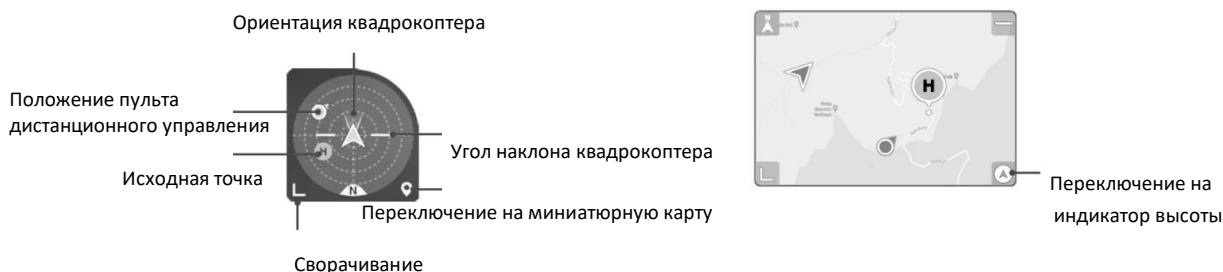 Ориентация квадрокоптера
Положение пульта
дистанционного управления
Исходная точка
H
N
Угол наклона квадрокоптера
Переключение на миниатюрную карту
Сворачивание
N
H
Переключение на
индикатор высоты